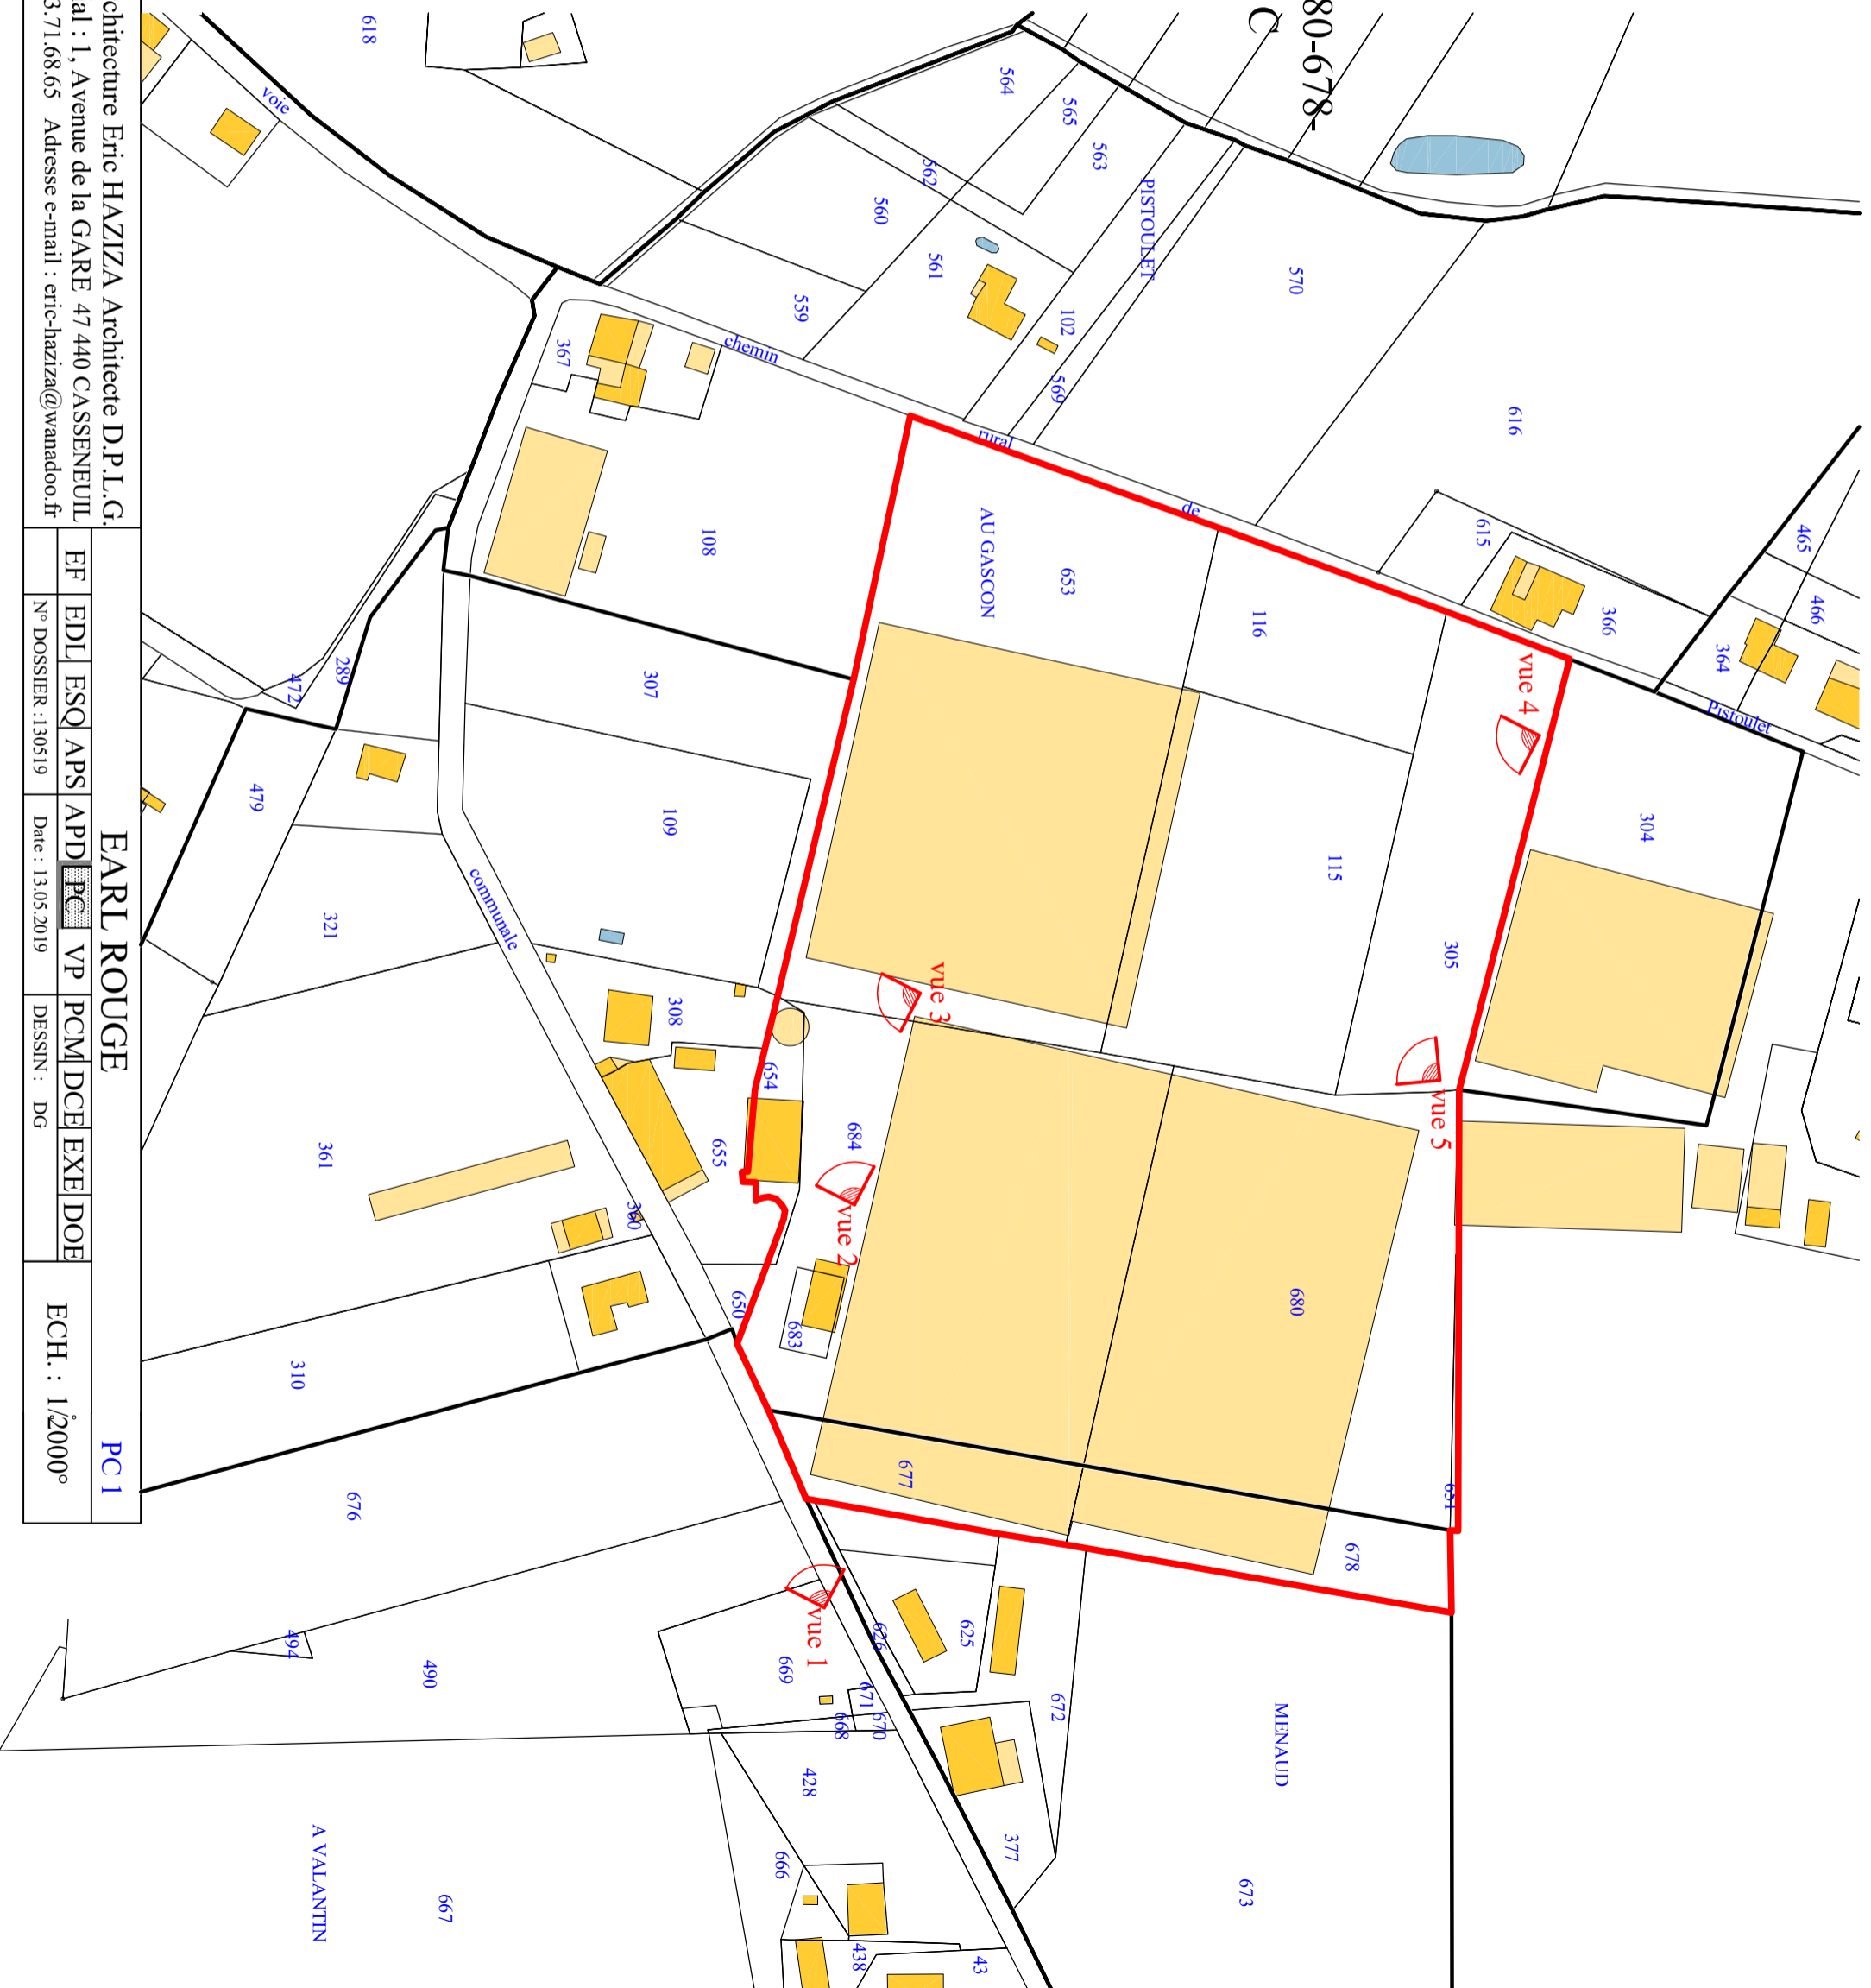 80-678-
C
chitecture Eric HAZIZA Architecte D.P.L.G.
al : 1, Avenue de la GARE 47 440 CASSENEUIL
3.71.68.65 Adresse e-mail : eric-haziza@wanadoo.fr
EARL ROUGE
PC 1
EF EDL ESQ APS APD PC VP PCM DCE EXE DOE
N° DOSSIER :130519 Date : 13.05.2019 DESSIN : DG
ECH. : 1/2000°
618
voie
564
565
563
562
560
561
559
PISTOULET
102
569
570
616
615
366
465
466
364
Pistoulet
chemin
rural
de
367
108
AU GASCON
653
116
115
305
304
vue 4
vue 5
vue 3
vue 2
vue 1
307
109
289
472
479
321
communale
308
654
655
684
683
650
680
677
678
651
361
360
310
676
494
490
669
626
625
671
670
668
672
MENAUD
428
377
673
666
667
A VALANTIN
438
43